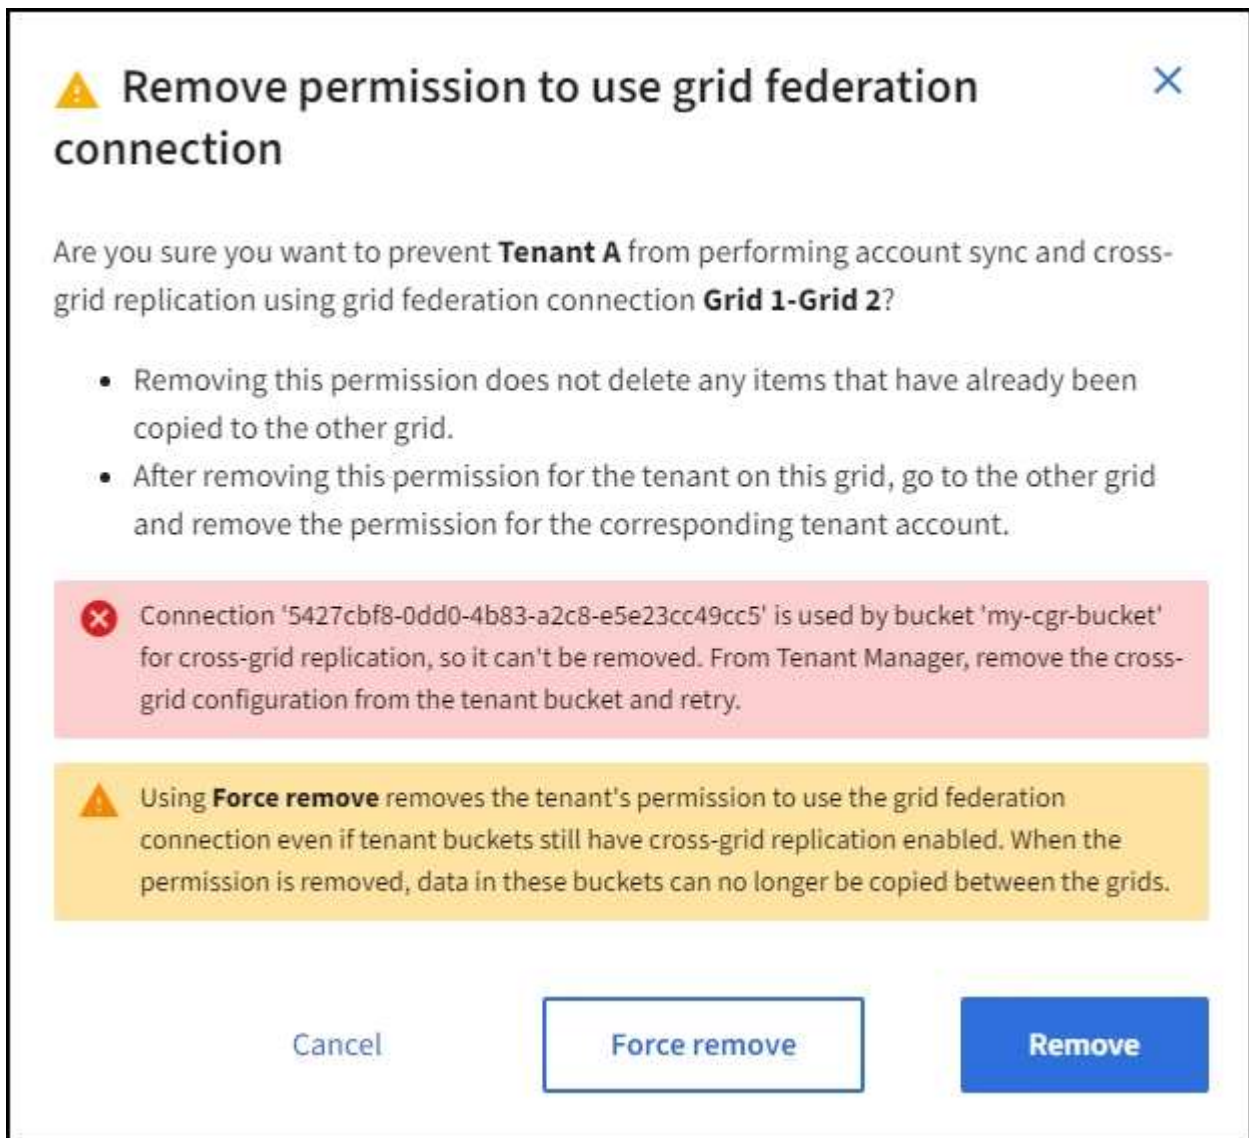 Remove permission to use grid federation
connection
Are you sure you want to prevent Tenant A from performing account sync and cross-
grid replication using grid federation connection Grid 1-Grid 2?
• Removing this permission does not delete any items that have already been
copied to the other grid.
• After removing this permission for the tenant on this grid, go to the other grid
and remove the permission for the corresponding tenant account.
Connection '5427cbf8-0dd0-4b83-a2c8-e5e23cc49cc5' is used by bucket 'my-cgr-bucket'
for cross-grid replication, so it can't be removed. From Tenant Manager, remove the cross-
grid configuration from the tenant bucket and retry.
Using Force remove removes the tenant's permission to use the grid federation
connection even if tenant buckets still have cross-grid replication enabled. When the
permission is removed, data in these buckets can no longer be copied between the grids.
Cancel Force remove Remove